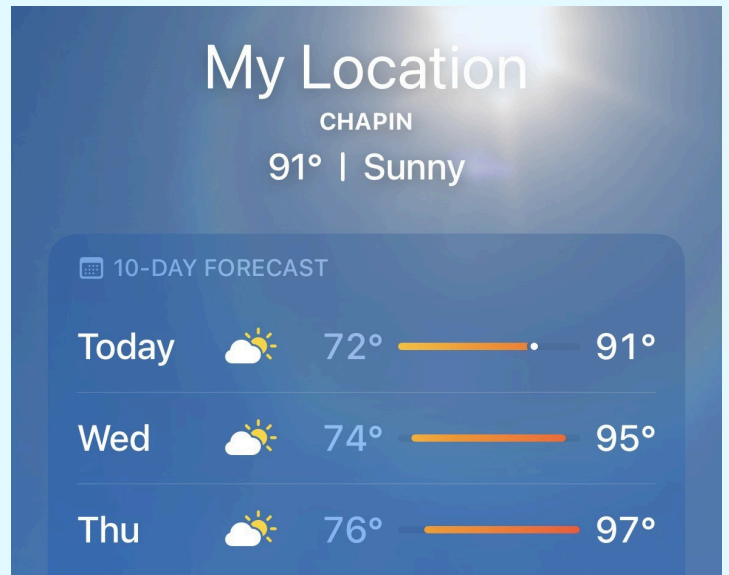 My Location
CHAPIN
91° | Sunny
10-DAY FORECAST
Today 72° 91°
Wed 74° 95°
Thu 76° 97°